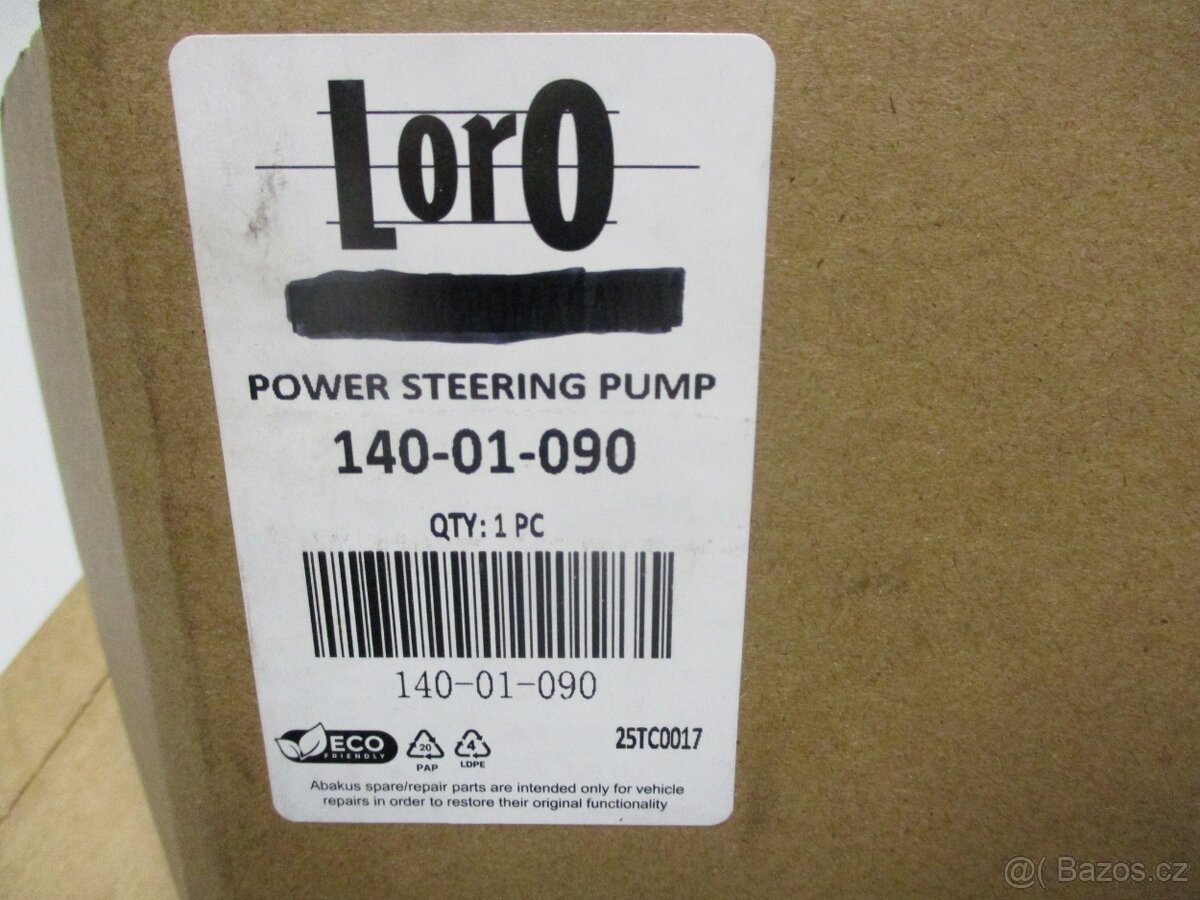 LorO
POWER STEERING PUMP
140-01-090
QTY: 1 PC
140-01-090
ECO
FRIENDLY
20
PAP
4
LDPE
25TC0017
Abakus spare/repair parts are intended only for vehicle
repairs in order to restore their original functionality
@( Bazos.cz